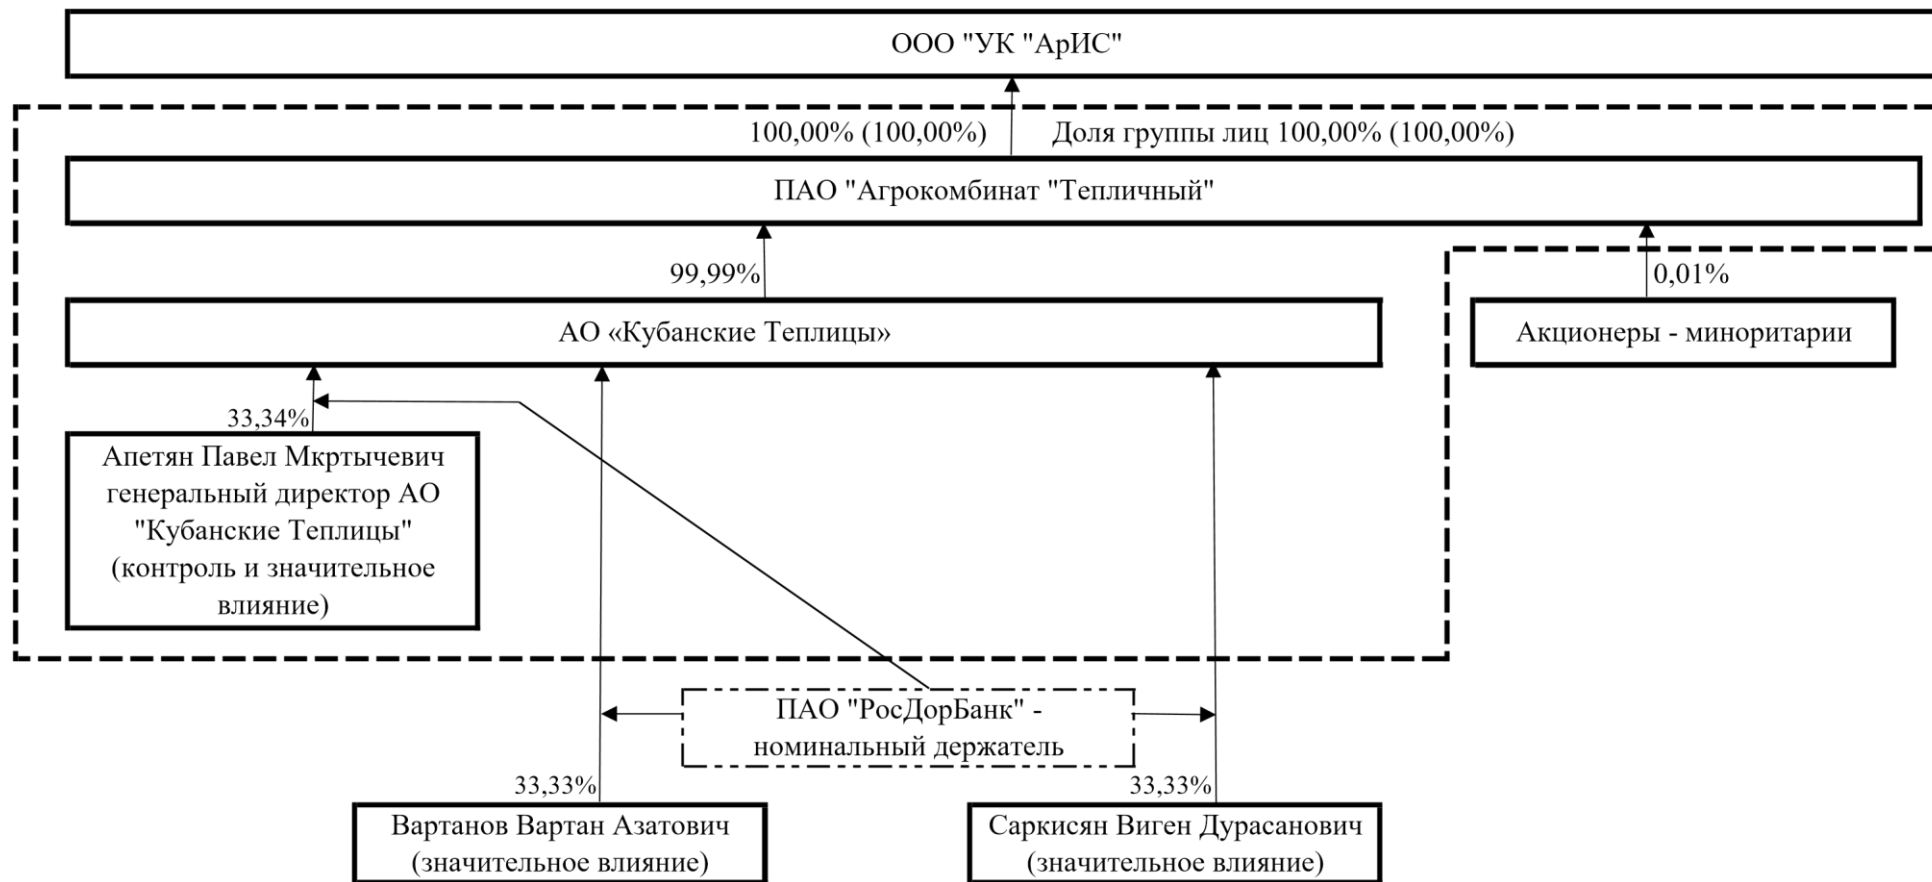 ООО "УК "АрИС"
100,00% (100,00%) Доля группы лиц 100,00% (100,00%)
ПАО "Агрокомбинат "Тепличный"
99,99%
0,01%
АО «Кубанские Теплицы»
Акционеры - миноритарии
33,34%
Апетян Павел Мкртычевич
генеральный директор АО
"Кубанские Теплицы"
(контроль и значительное
влияние)
ПАО "РосДорБанк" -
номинальный держатель
33,33%
33,33%
Вартанов Вартан Азатович
(значительное влияние)
Саркисян Виген Дурасанович
(значительное влияние)